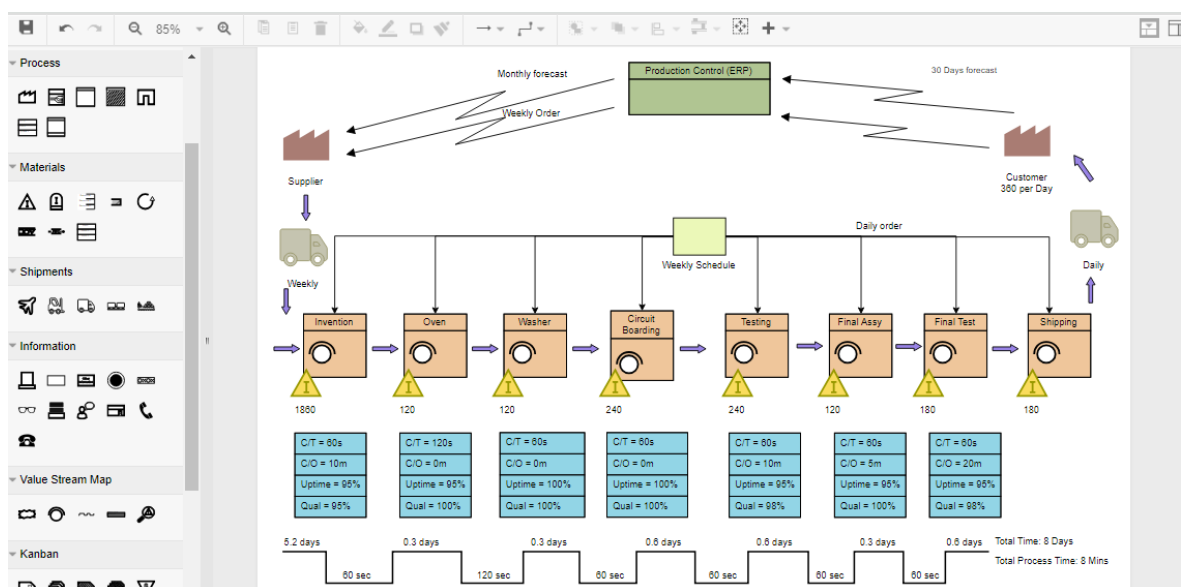 85%
Process
Materials
Shipments
Information
Value Stream Map
Kanban
Monthly forecast
Production Control (ERP)
30 Days forecast
Weekly Order
Supplier
Customer
360 per Day
Daily order
Weekly Schedule
Weekly
Daily
Invention
Oven
Washer
Circuit
Boarding
Testing
Final Assy
Final Test
Shipping
I I I I I I I I
1860 120 120 240 240 120 180 180
C/T = 60s
C/O = 10m
Uptime = 95%
Qual = 95%
C/T = 120s
C/O = 0m
Uptime = 95%
Qual = 100%
C/T = 60s
C/O = 0m
Uptime = 100%
Qual = 100%
C/T = 60s
C/O = 0m
Uptime = 100%
Qual = 100%
C/T = 60s
C/O = 10m
Uptime = 95%
Qual = 98%
C/T = 60s
C/O = 5m
Uptime = 95%
Qual = 100%
C/T = 60s
C/O = 20m
Uptime = 95%
Qual = 98%
5.2 days 0.3 days 0.3 days 0.6 days 0.6 days 0.3 days 0.6 days
Total Time: 8 Days
Total Process Time: 8 Mins
60 sec 120 sec 60 sec 60 sec 60 sec 60 sec